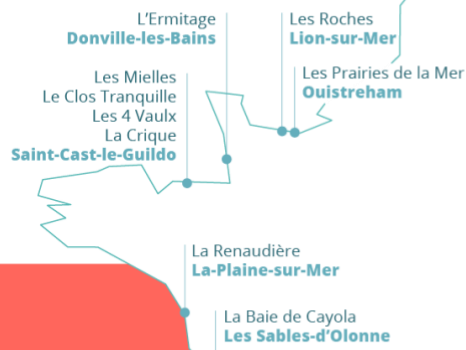 L'Ermitage
Donville-les-Bains
Les Roches
Lion-sur-Mer
Les Mielles
Le Clos Tranquille
Les 4 Vaulx
La Crique
Saint-Cast-le-Guildo
Les Prairies de la Mer
Ouistreham
La Renaudière
La-Plaine-sur-Mer
La Baie de Cayola
Les Sables-d'Olonne